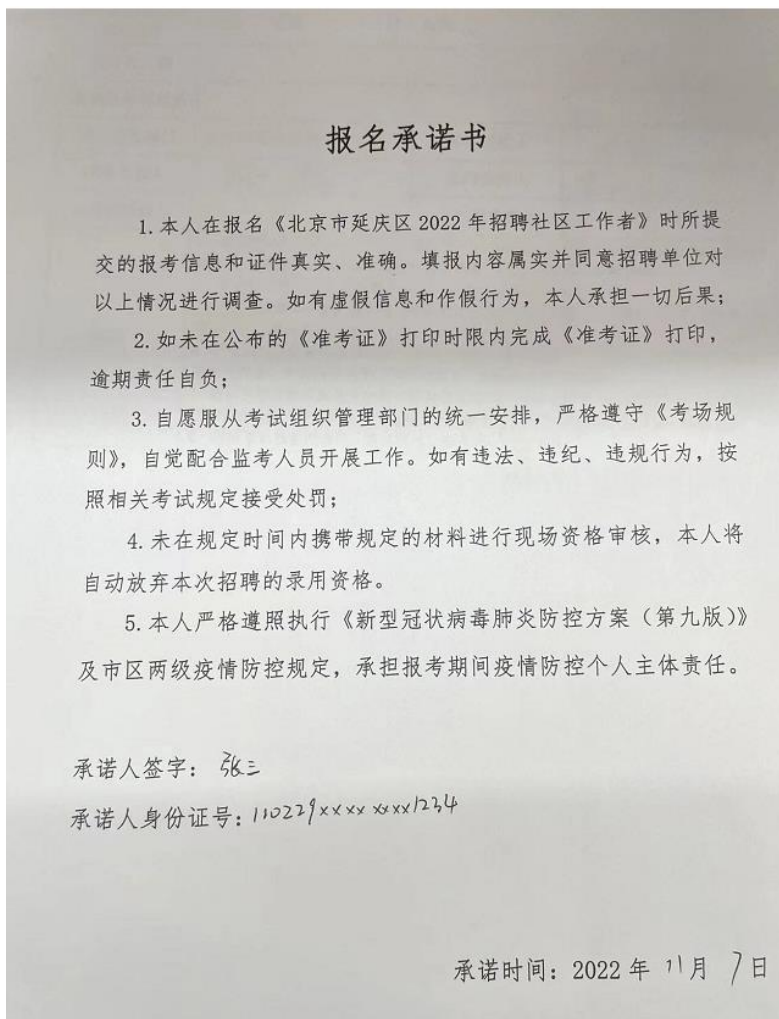 报名承诺书
1.本人在报名《北京市延庆区 2022 年招聘社区工作者》时所提
交的报考信息和证件真实、准确。填报内容属实并同意招聘单位对
以上情况进行调查。如有虚假信息和作假行为，本人承担一切后果；
2.如未在公布的《准考证》打印时限内完成《准考证》打印，
逾期责任自负；
3.自愿服从考试组织管理部门的统一安排，严格遵守《考场规
则》，自觉配合监考人员开展工作。如有违法、违纪、违规行为，按
照相关考试规定接受处罚；
4.未在规定时间内携带规定的材料进行现场资格审核，本人将
自动放弃本次招聘的录用资格。
5.本人严格遵照执行《新型冠状病毒肺炎防控方案（第九版）》
及市区两级疫情防控规定，承担报考期间疫情防控个人主体责任。
承诺人签字：张三
承诺人身份证号：110229xxxxxxxx1234
承诺时间：2022 年 11 月 7 日